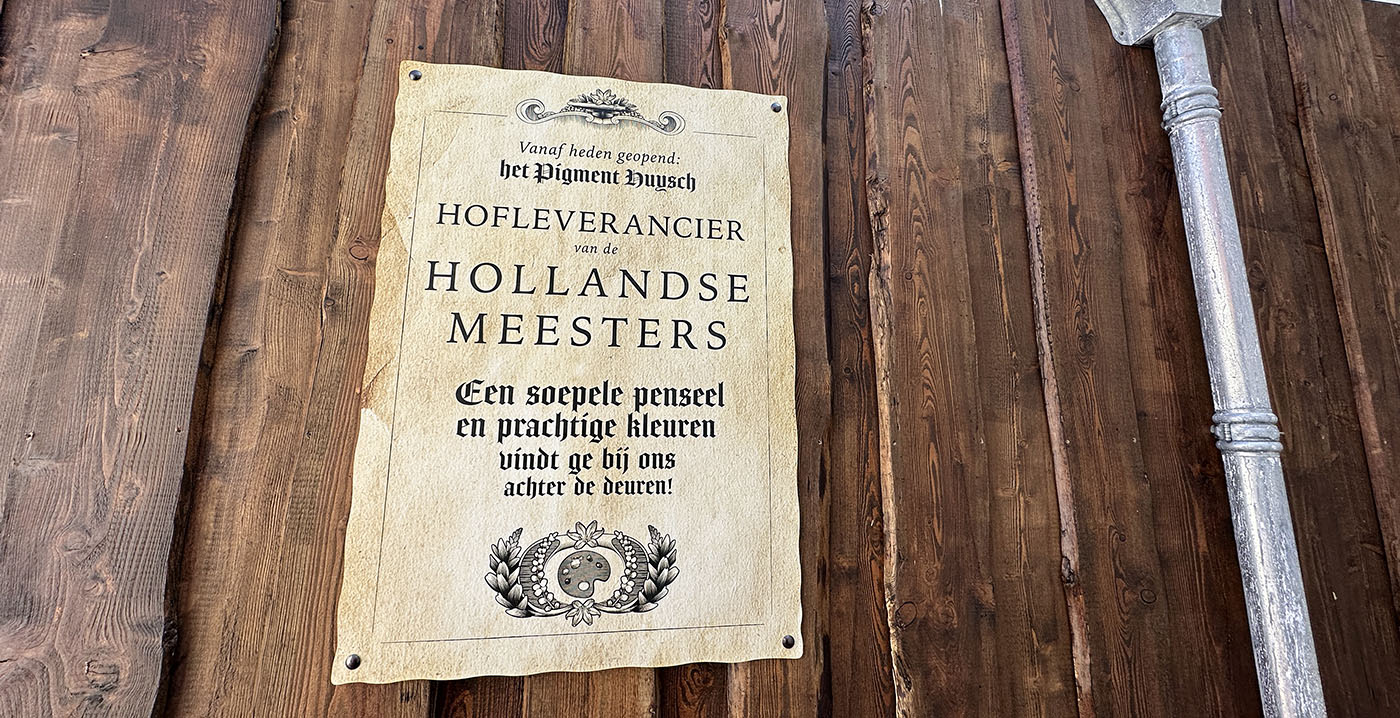 Vanaf heden geopend:
het Pigment Huysch
HOFLEVERANCIER
van de
HOLLANDSE
MEESTERS
Een soepele penseel
en prachtige kleuren
vindt ge bij ons
achter de deuren!